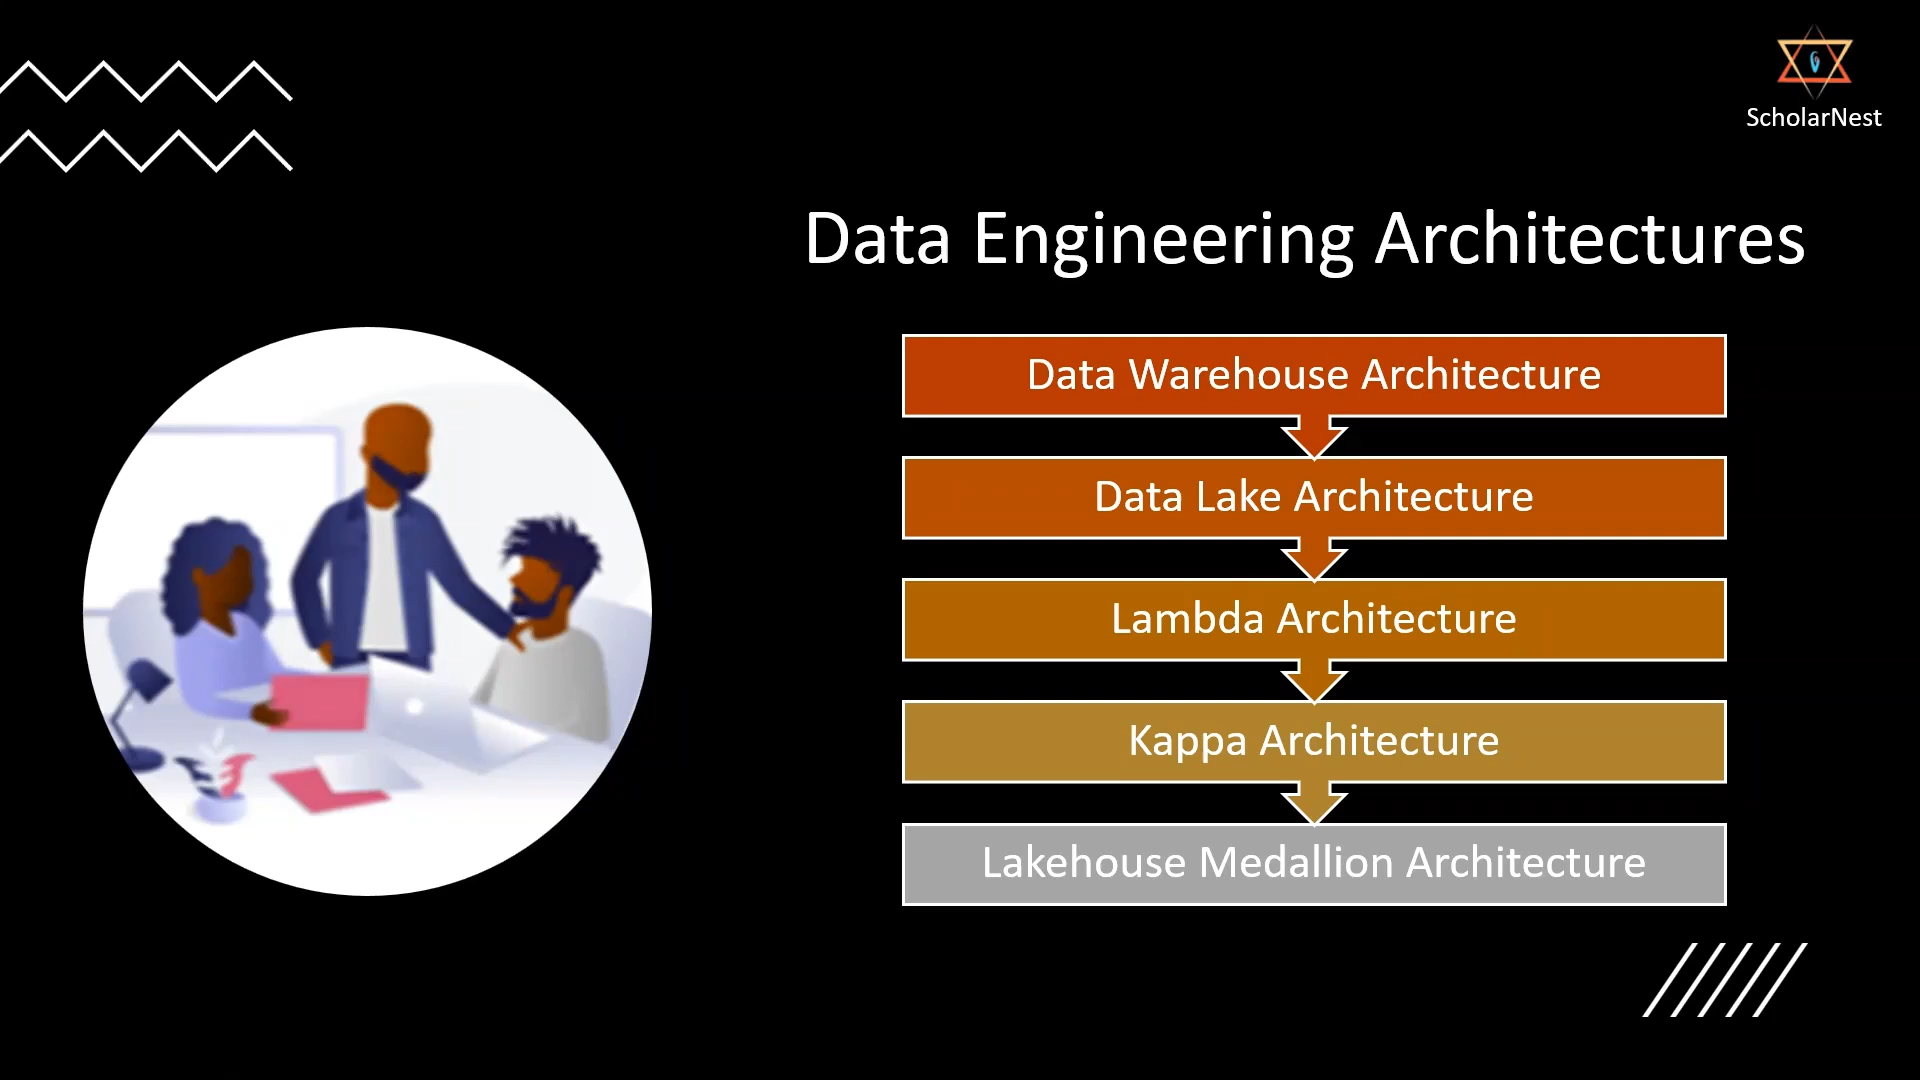 ScholarNest
Data Engineering Architectures
Data Warehouse Architecture
Data Lake Architecture
Lambda Architecture
Kappa Architecture
Lakehouse Medallion Architecture